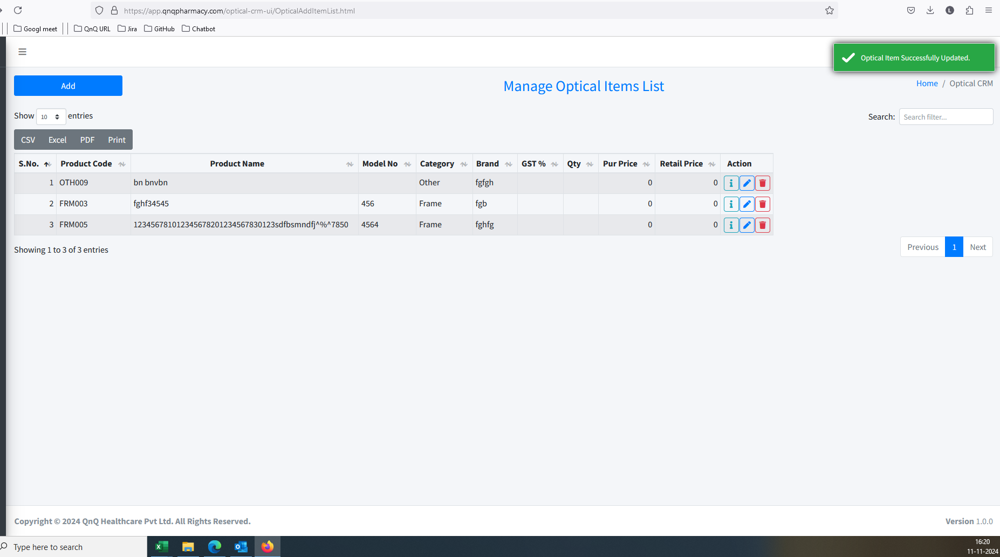 https://app.qnqpharmacy.com/optical-crm-ui/OpticalAddItemList.html
L
Googl meet QnQ URL Jira GitHub Chatbot
Optical Item Successfully Updated.
Add
Manage Optical Items List
Home / Optical CRM
Show 10 entries
Search: Search filter...
CSV Excel PDF Print
S.No. Product Code Product Name Model No Category Brand GST % Qty Pur Price Retail Price Action
1 OTH009 bn bnvbn Other fgfgh 0 0
2 FRM003 fghf34545 456 Frame fgb 0 0
3 FRM005 123456781012345678201234567830123sdfbsmndfj^%^7850 4564 Frame fghfg 0 0
Showing 1 to 3 of 3 entries
Previous 1 Next
Copyright © 2024 QnQ Healthcare Pvt Ltd. All Rights Reserved.
Version 1.0.0
Type here to search
16:20
11-11-2024